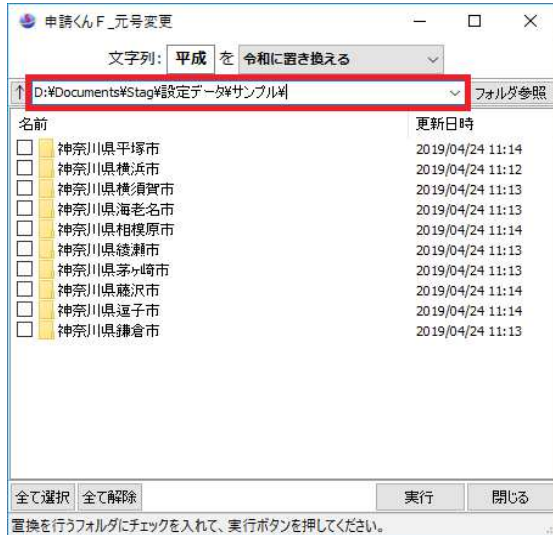 申請くんF_元号変更
文字列: 平成 を 令和に置き換える
↑ D:¥Documents¥Stag¥設定データ¥サンプル¥ フォルダ参照
名前 更新日時
神奈川県平塚市 2019/04/24 11:14
神奈川県横浜市 2019/04/24 11:12
神奈川県横須賀市 2019/04/24 11:13
神奈川県海老名市 2019/04/24 11:13
神奈川県相模原市 2019/04/24 11:14
神奈川県綾瀬市 2019/04/24 11:13
神奈川県茅ヶ崎市 2019/04/24 11:13
神奈川県藤沢市 2019/04/24 11:14
神奈川県逗子市 2019/04/24 11:14
神奈川県鎌倉市 2019/04/24 11:13
全て選択 全て解除 実行 閉じる
置換を行うフォルダにチェックを入れて、実行ボタンを押してください。